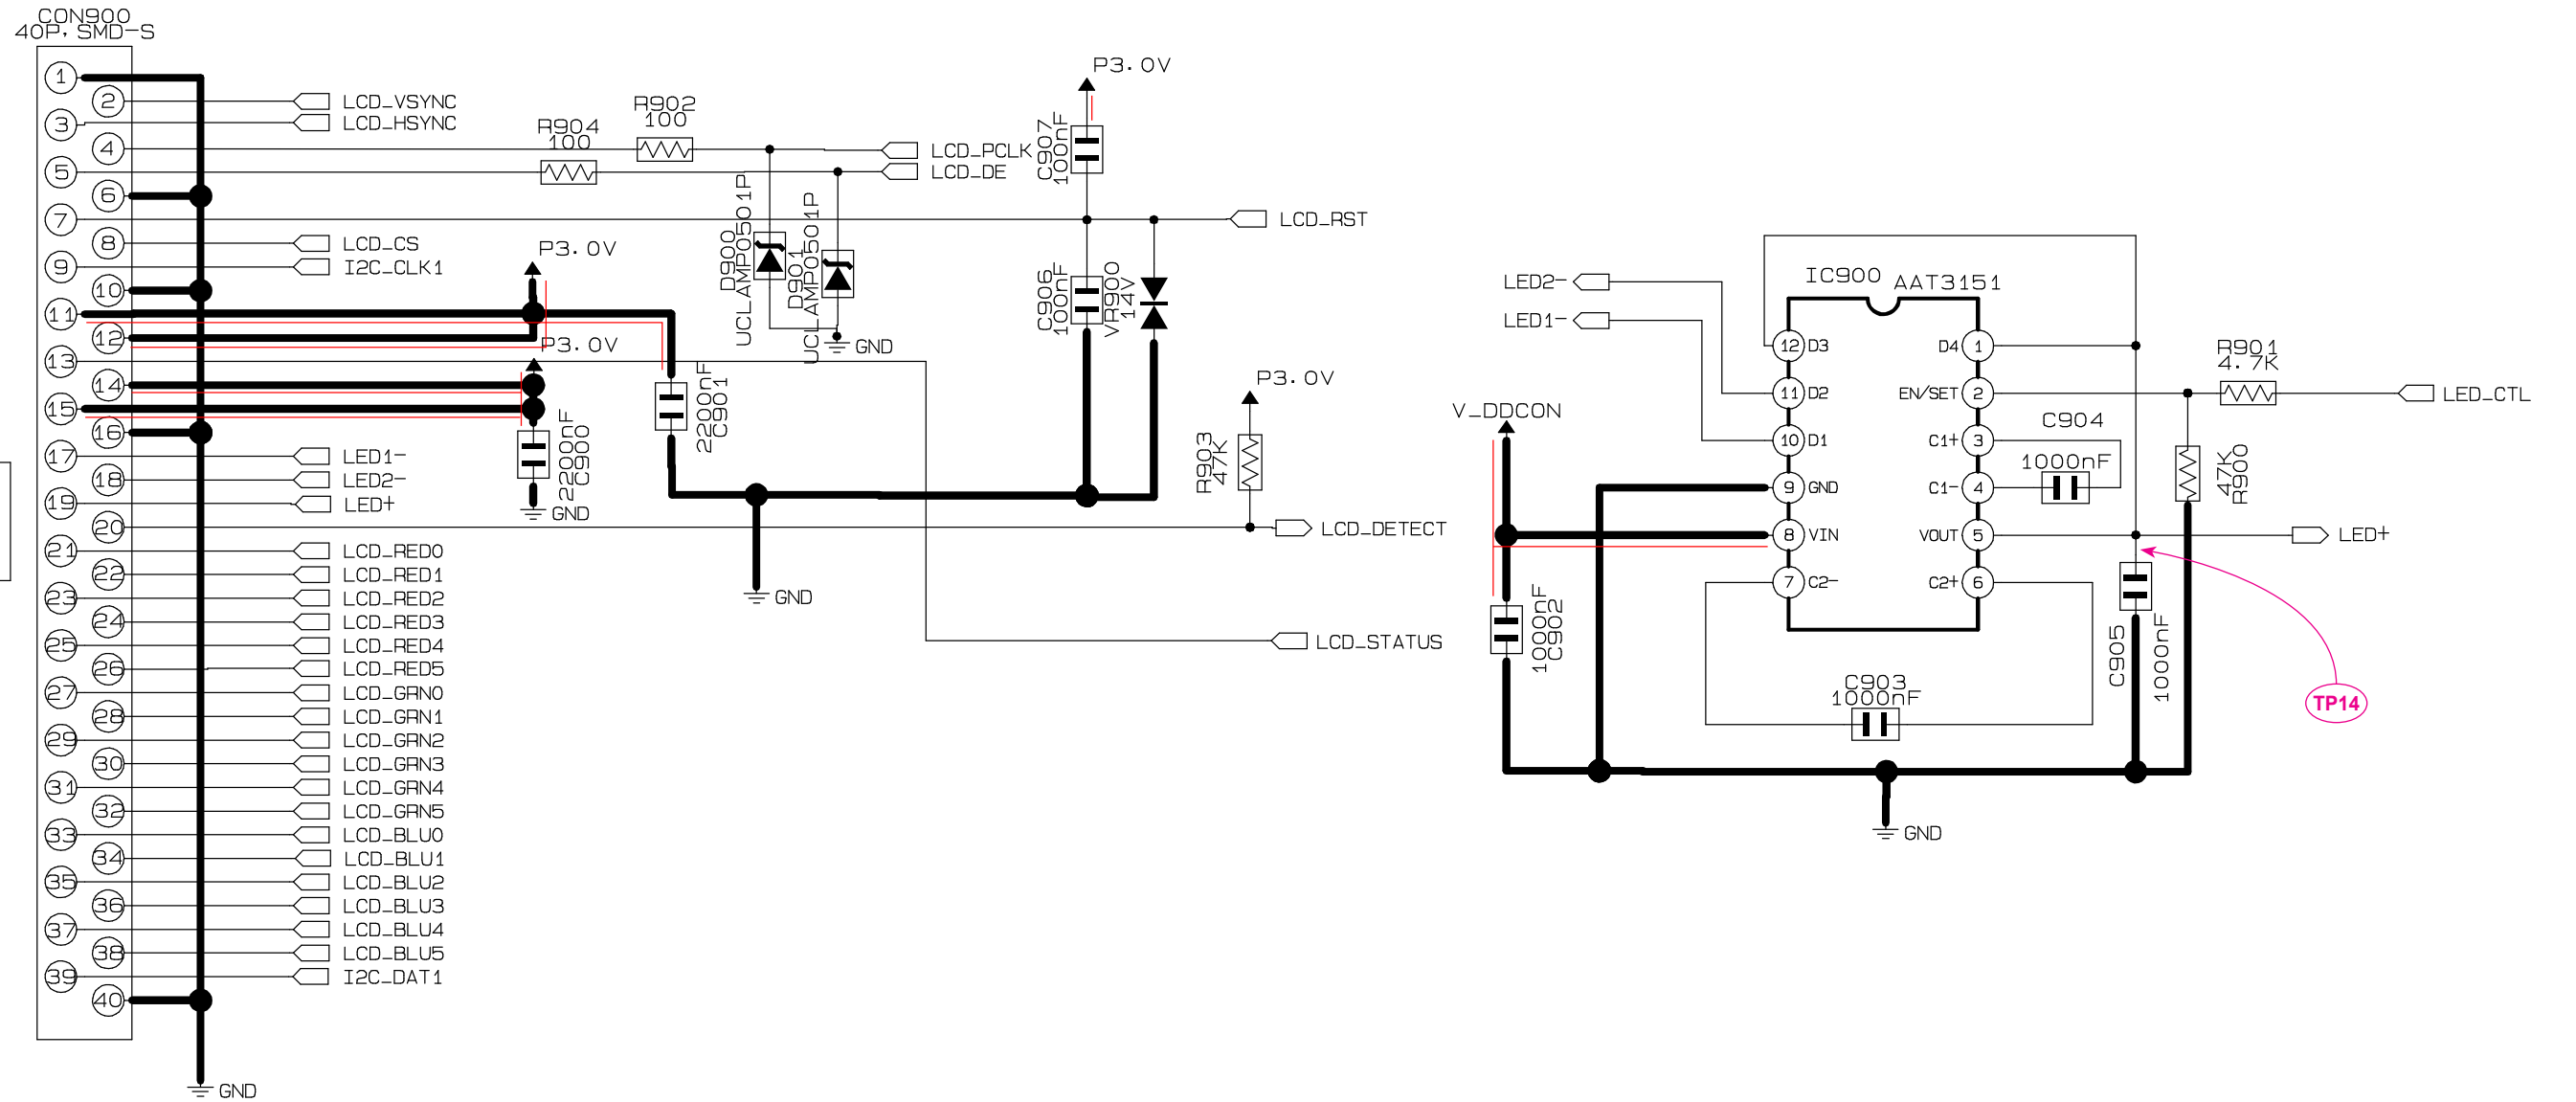 CON900
40P, SMD-S
1
2
3
4
5
6
7
8
9
10
11
12
13
14
15
16
17
18
19
20
21
22
23
24
25
26
27
28
29
30
31
32
33
34
35
36
37
38
39
40
LCD_VSYNC
LCD_HSYNC
R904
100
R902
100
LCD_PCLK
LCD_DE
P3.0V
C907
100nF
LCD_RST
LCD_CS
I2C_CLK1
P3.0V
D900
UCLAMP0501P
D901
UCLAMP0501P
GND
C906
100nF
VR900
14V
P3.0V
2200nF
C901
2200nF
C900
GND
P3.0V
R903
47K
LED1-
LED2-
LED+
LCD_DETECT
GND
LCD_STATUS
LCD_RED0
LCD_RED1
LCD_RED2
LCD_RED3
LCD_RED4
LCD_RED5
LCD_GRN0
LCD_GRN1
LCD_GRN2
LCD_GRN3
LCD_GRN4
LCD_GRN5
LCD_BLU0
LCD_BLU1
LCD_BLU2
LCD_BLU3
LCD_BLU4
LCD_BLU5
I2C_DAT1
GND
LED2-
LED1-
IC900 AAT3151
12 D3
11 D2
10 D1
9 GND
8 VIN
7 C2-
D4 1
EN/SET 2
C1+ 3
C1- 4
VOUT 5
C2+ 6
R901
4.7K
LED_CTL
V_DDCON
C904
1000nF
47K
R900
LED+
1000nF
C902
C905
1000nF
C903
1000nF
TP14
GND